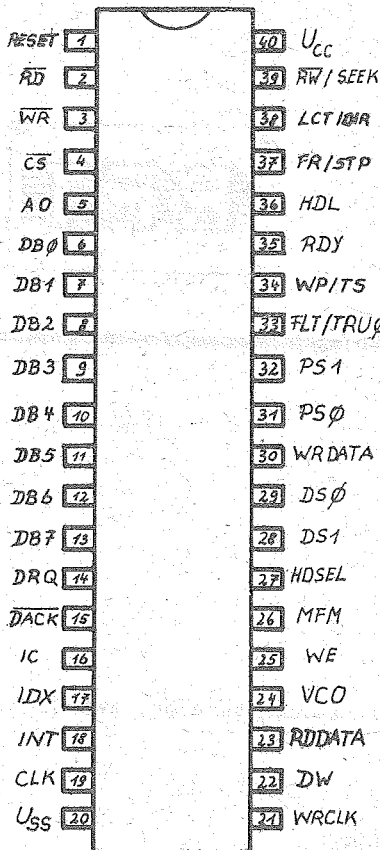 RESET 1 40 UCC
RD 2 39 RW/SEEK
WR 3 38 LCT/DIR
CS 4 37 FR/STP
A0 5 36 HDL
DBØ 6 35 RDY
DB1 7 34 WP/TS
DB2 8 33 FLT/TRUØ
DB3 9 32 PS1
DB4 10 31 PSØ
DB5 11 30 WRDATA
DB6 12 29 DSØ
DB7 13 28 DS1
DRQ 14 27 HDSEL
DACK 15 26 MFM
IC 16 25 WE
IDX 17 24 VCO
INT 18 23 RDDATA
CLK 19 22 DW
USS 20 21 WRCLK